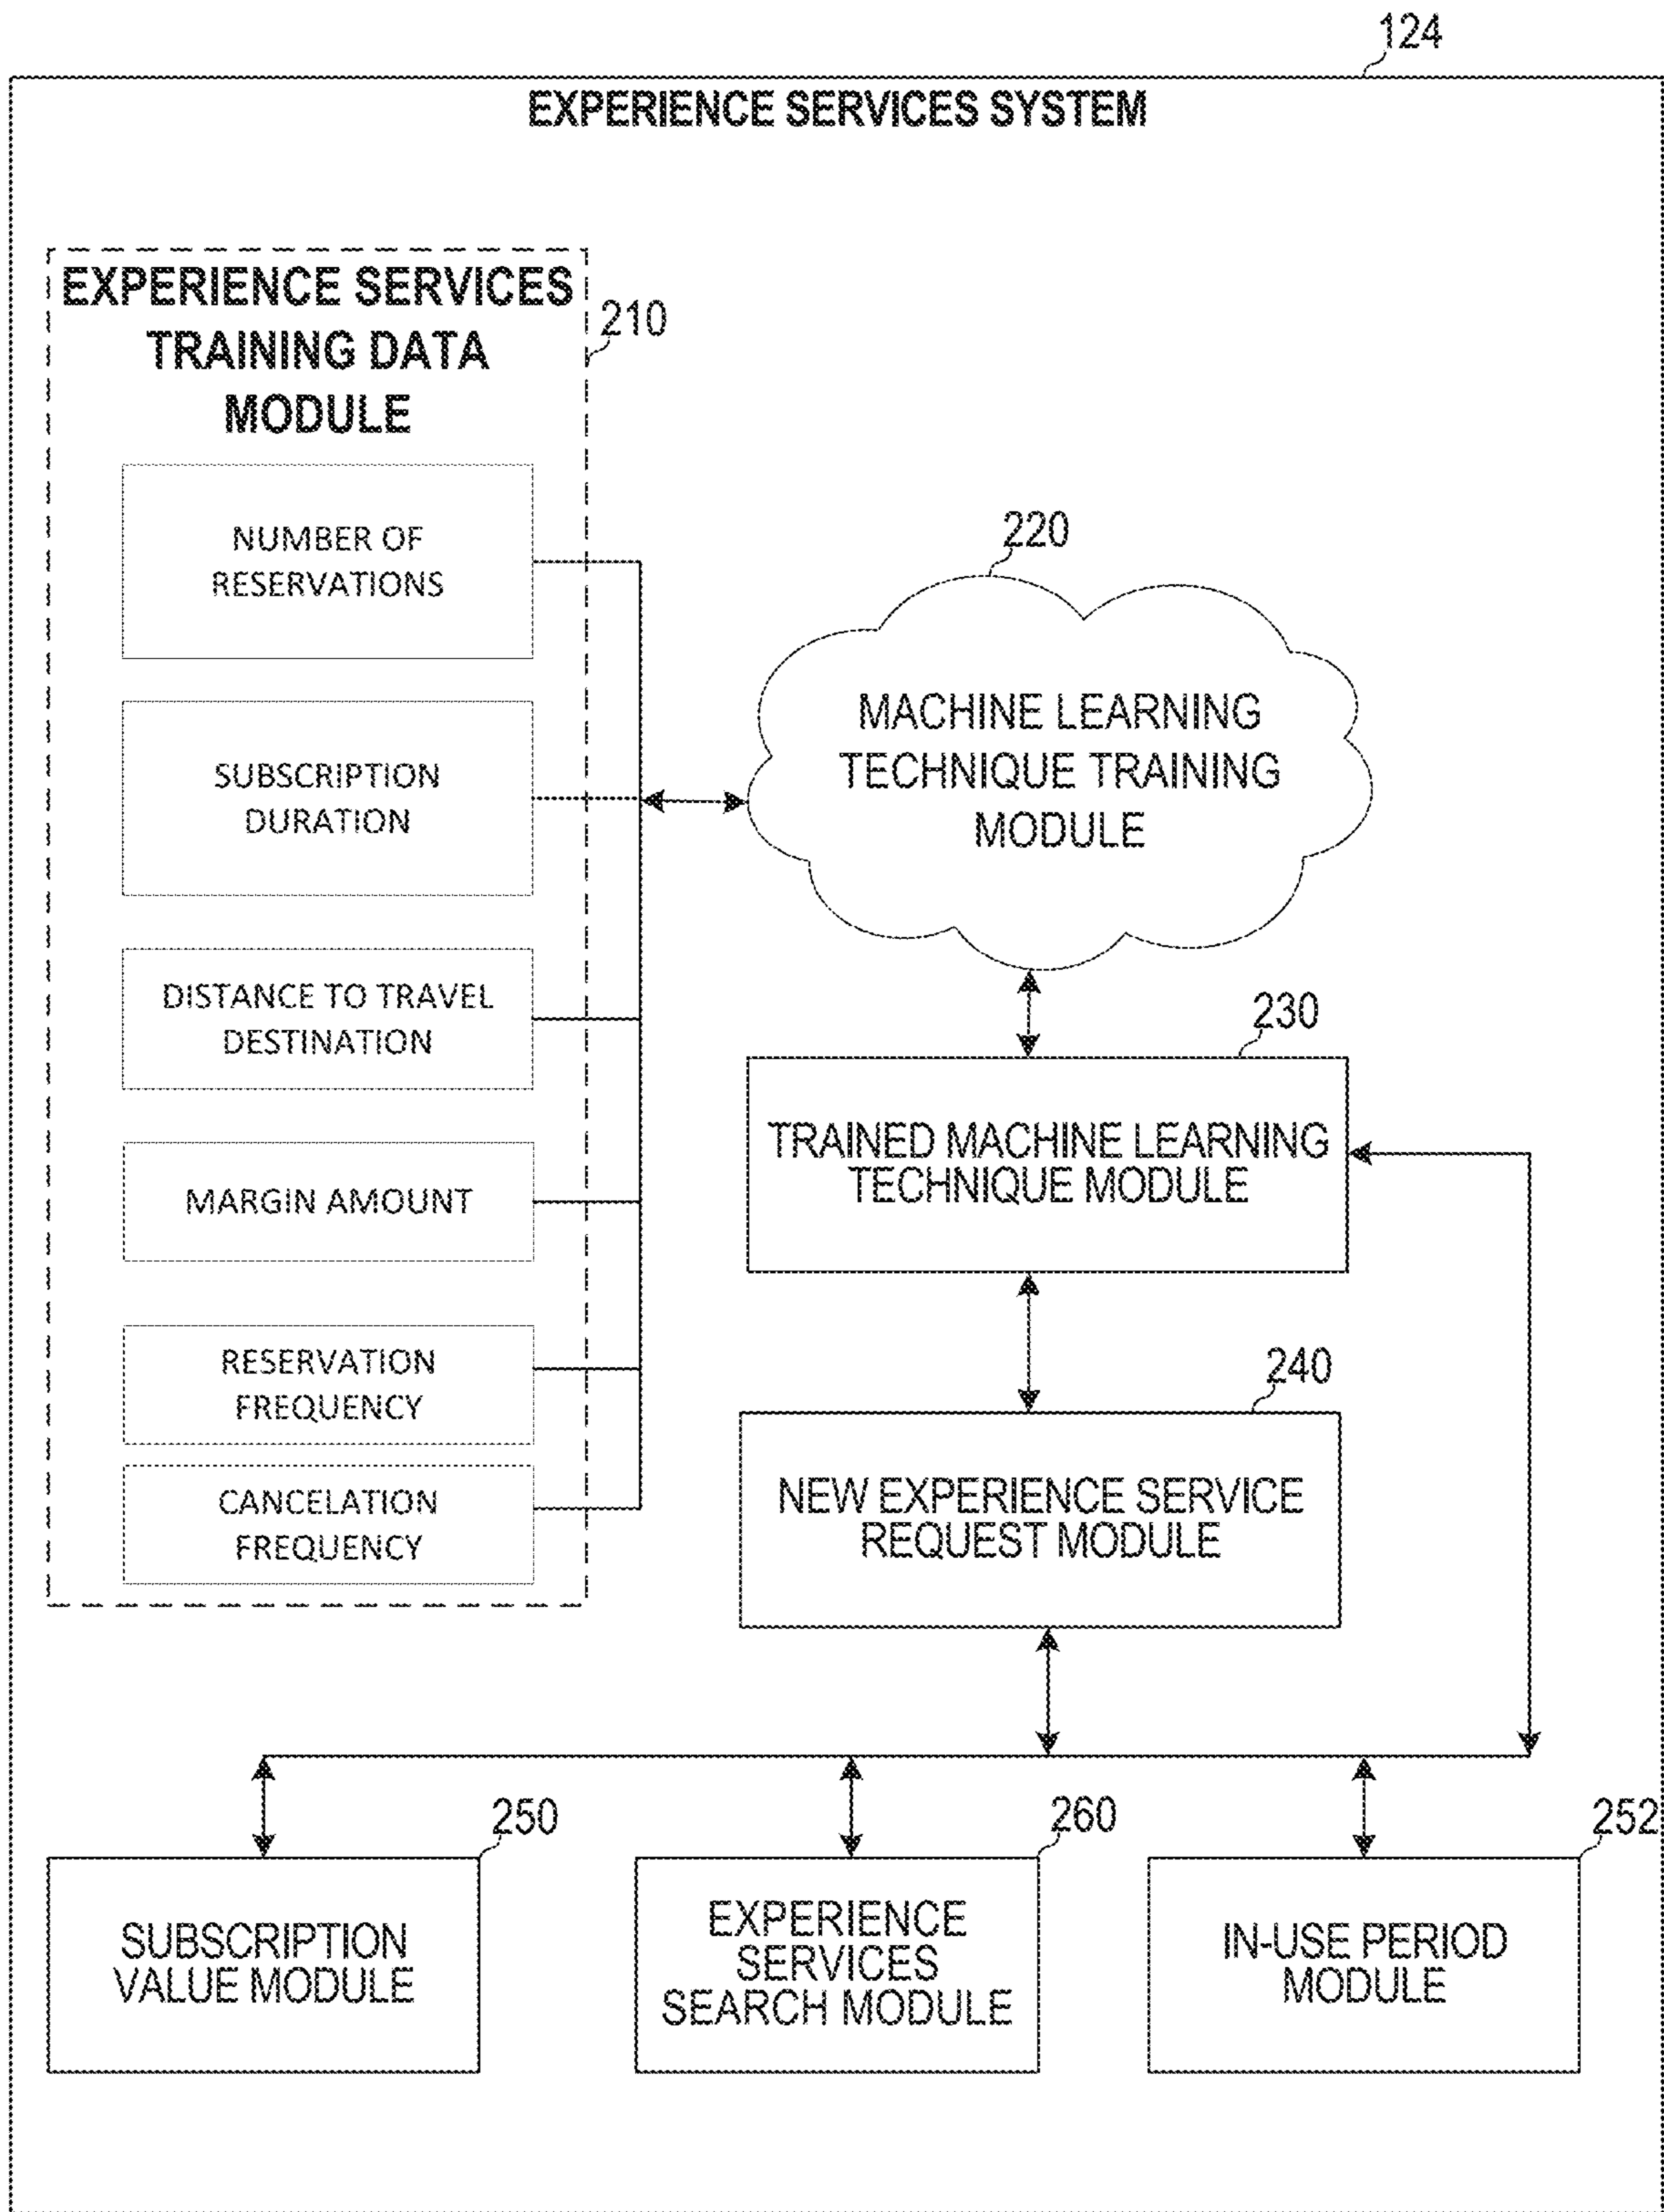 124
EXPERIENCE SERVICES SYSTEM
EXPERIENCE SERVICES
TRAINING DATA
MODULE
210
NUMBER OF
RESERVATIONS
SUBSCRIPTION
DURATION
DISTANCE TO TRAVEL
DESTINATION
MARGIN AMOUNT
RESERVATION
FREQUENCY
CANCELATION
FREQUENCY
220
MACHINE LEARNING
TECHNIQUE TRAINING
MODULE
230
TRAINED MACHINE LEARNING
TECHNIQUE MODULE
240
NEW EXPERIENCE SERVICE
REQUEST MODULE
250
SUBSCRIPTION
VALUE MODULE
260
EXPERIENCE
SERVICES
SEARCH MODULE
252
IN-USE PERIOD
MODULE